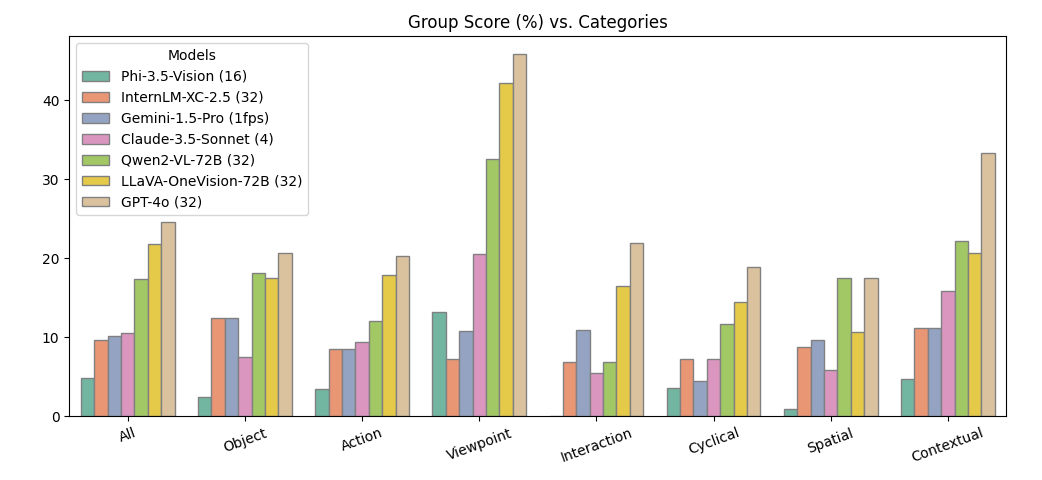 Group Score (%) vs. Categories
Models
Phi-3.5-Vision (16)
InternLM-XC-2.5 (32)
Gemini-1.5-Pro (1fps)
Claude-3.5-Sonnet (4)
Qwen2-VL-72B (32)
LLaVA-OneVision-72B (32)
GPT-4o (32)
40
30
20
10
0
All
Object
Action
Viewpoint
Interaction
Cyclical
Spatial
Contextual